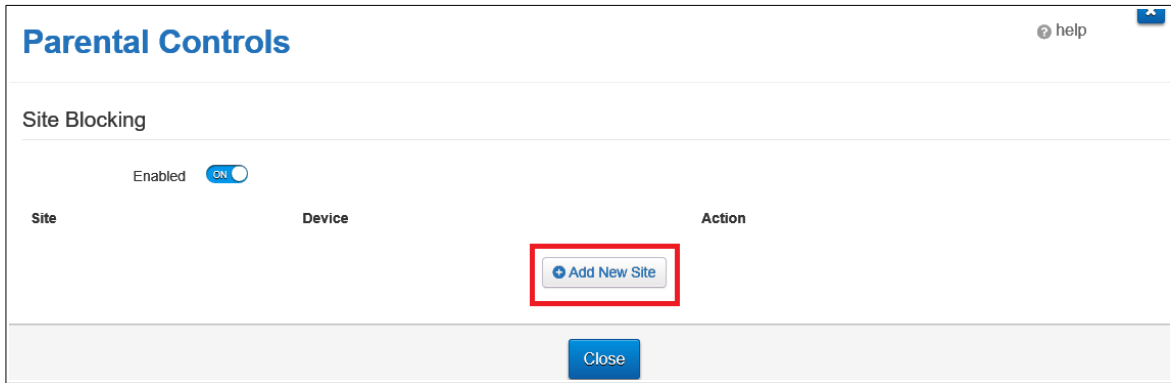 Parental Controls
help
Site Blocking
Enabled ON
Site Device Action
Add New Site
Close